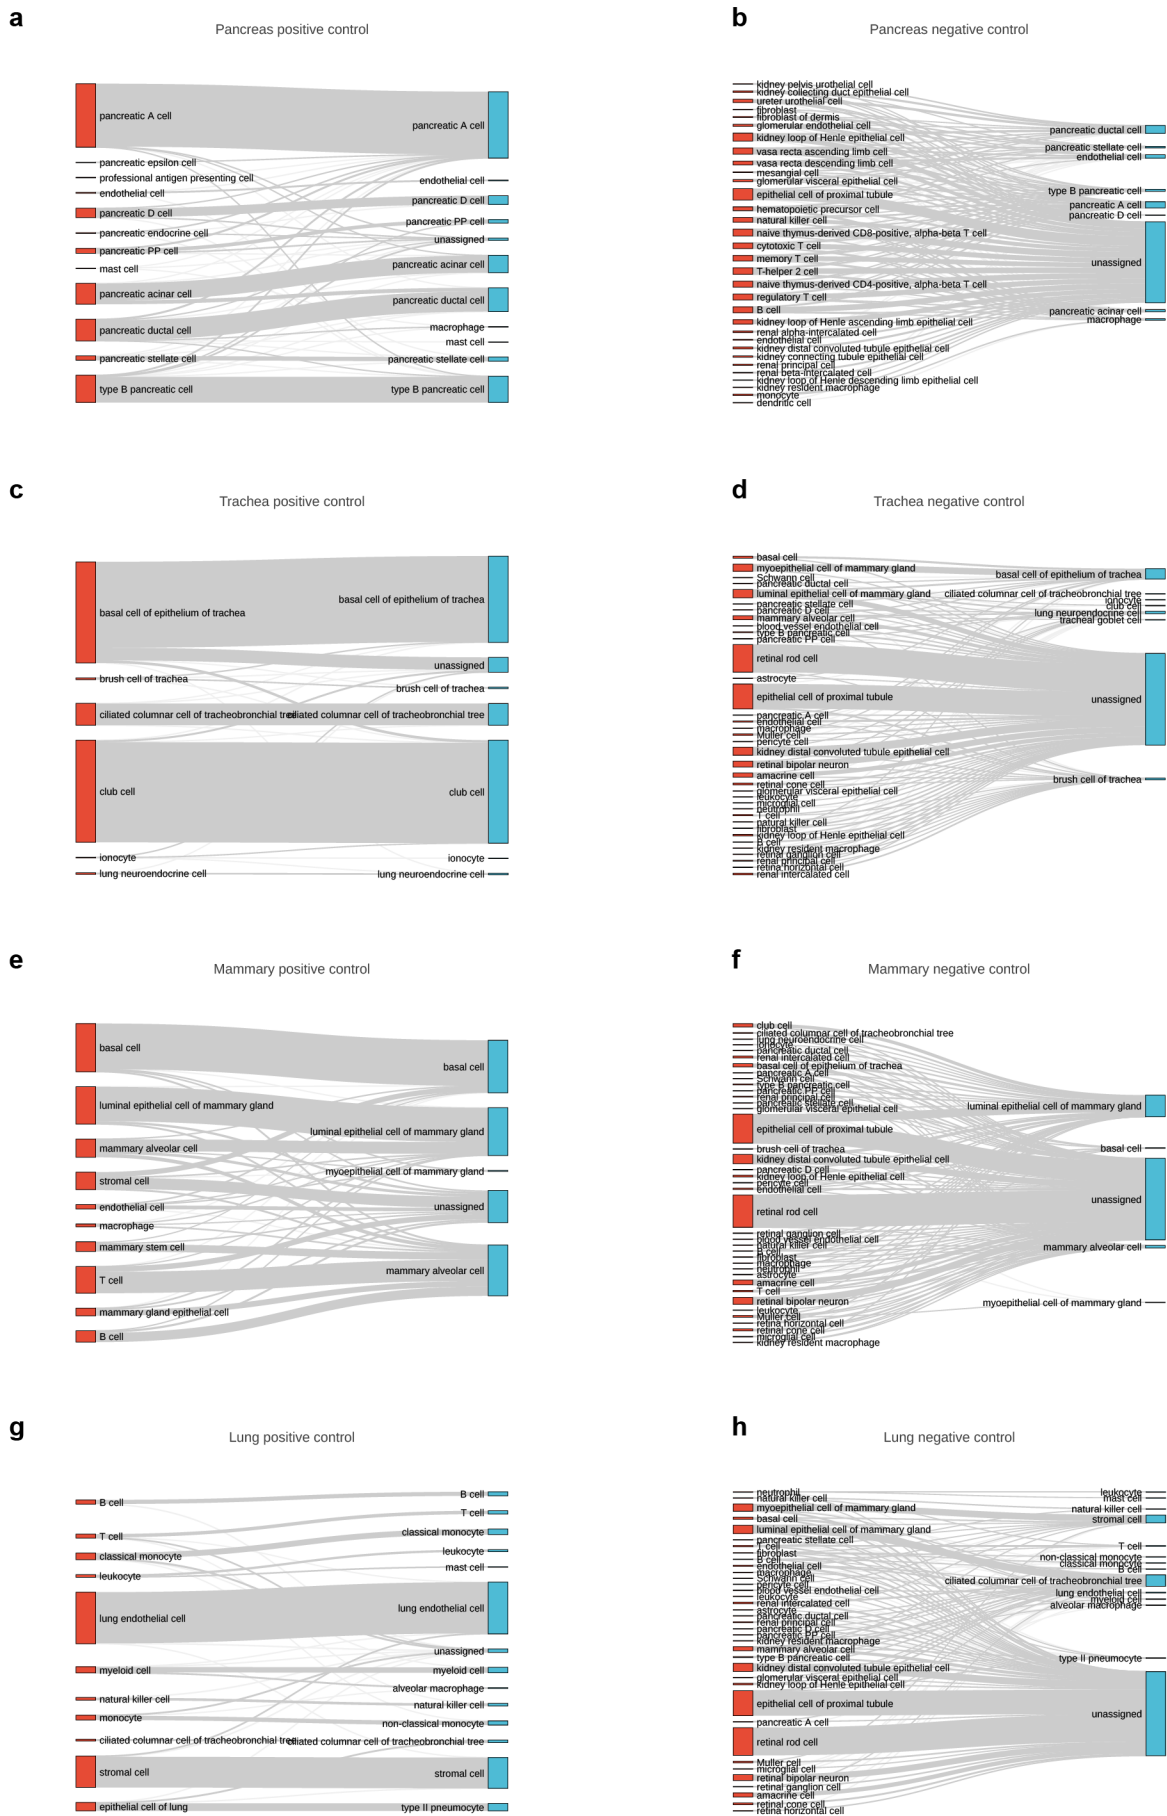 a
Pancreas positive control
pancreatic A cell
pancreatic epsilon cell
professional antigen presenting cell
endothelial cell
pancreatic D cell
pancreatic endocrine cell
pancreatic PP cell
mast cell
pancreatic acinar cell
pancreatic ductal cell
pancreatic stellate cell
type B pancreatic cell
pancreatic A cell
endothelial cell
pancreatic D cell
pancreatic PP cell
unassigned
pancreatic acinar cell
pancreatic ductal cell
macrophage
mast cell
pancreatic stellate cell
type B pancreatic cell
b
Pancreas negative control
kidney pelvis urothelial cell
kidney collecting duct epithelial cell
ureter urothelial cell
fibroblast
fibroblast of dermis
glomerular endothelial cell
kidney loop of Henle epithelial cell
vasa recta ascending limb cell
vasa recta descending limb cell
mesangial cell
glomerular visceral epithelial cell
epithelial cell of proximal tubule
hematopoietic precursor cell
natural killer cell
naive thymus-derived CD8-positive, alpha-beta T cell
cytotoxic T cell
memory T cell
T-helper 2 cell
naive thymus-derived CD4-positive, alpha-beta T cell
regulatory T cell
B cell
kidney loop of Henle ascending limb epithelial cell
renal alpha-intercalated cell
endothelial cell
kidney distal convoluted tubule epithelial cell
kidney connecting tubule epithelial cell
renal principal cell
renal beta-intercalated cell
kidney loop of Henle descending limb epithelial cell
kidney resident macrophage
monocyte
dendritic cell
pancreatic ductal cell
pancreatic stellate cell
endothelial cell
type B pancreatic cell
pancreatic A cell
pancreatic D cell
unassigned
pancreatic acinar cell
macrophage
c
Trachea positive control
basal cell of epithelium of trachea
brush cell of trachea
ciliated columnar cell of tracheobronchial tree
club cell
ionocyte
lung neuroendocrine cell
basal cell of epithelium of trachea
unassigned
brush cell of trachea
ciliated columnar cell of tracheobronchial tree
club cell
ionocyte
lung neuroendocrine cell
d
Trachea negative control
basal cell
myoepithelial cell of mammary gland
Schwann cell
pancreatic ductal cell
luminal epithelial cell of mammary gland
pancreatic stellate cell
pancreatic D cell
mammary alveolar cell
blood vessel endothelial cell
type B pancreatic cell
pancreatic PP cell
retinal rod cell
astrocyte
epithelial cell of proximal tubule
pancreatic A cell
endothelial cell
macrophage
Muller cell
pericyte cell
kidney distal convoluted tubule epithelial cell
retinal bipolar neuron
amacrine cell
retinal cone cell
glomerular visceral epithelial cell
leukocyte
microglial cell
neutrophil
T cell
natural killer cell
fibroblast
kidney loop of Henle epithelial cell
B cell
kidney resident macrophage
retinal ganglion cell
renal principal cell
retina horizontal cell
renal intercalated cell
basal cell of epithelium of trachea
ciliated columnar cell of tracheobronchial tree
ionocyte
club cell
lung neuroendocrine cell
tracheal goblet cell
unassigned
brush cell of trachea
e
Mammary positive control
basal cell
luminal epithelial cell of mammary gland
mammary alveolar cell
stromal cell
endothelial cell
macrophage
mammary stem cell
T cell
mammary gland epithelial cell
B cell
basal cell
luminal epithelial cell of mammary gland
myoepithelial cell of mammary gland
unassigned
mammary alveolar cell
f
Mammary negative control
club cell
ciliated columnar cell of tracheobronchial tree
lung neuroendocrine cell
ionocyte
pancreatic ductal cell
renal intercalated cell
basal cell of epithelium of trachea
pancreatic A cell
Schwann cell
type B pancreatic cell
pancreatic PP cell
renal principal cell
pancreatic stellate cell
glomerular visceral epithelial cell
epithelial cell of proximal tubule
brush cell of trachea
kidney distal convoluted tubule epithelial cell
pancreatic D cell
kidney loop of Henle epithelial cell
pericyte cell
endothelial cell
retinal rod cell
retinal ganglion cell
blood vessel endothelial cell
natural killer cell
B cell
fibroblast
macrophage
neutrophil
astrocyte
amacrine cell
T cell
retinal bipolar neuron
leukocyte
Muller cell
retina horizontal cell
retinal cone cell
microglial cell
kidney resident macrophage
luminal epithelial cell of mammary gland
basal cell
unassigned
mammary alveolar cell
myoepithelial cell of mammary gland
g
Lung positive control
B cell
T cell
classical monocyte
leukocyte
lung endothelial cell
myeloid cell
natural killer cell
monocyte
ciliated columnar cell of tracheobronchial tree
stromal cell
epithelial cell of lung
B cell
T cell
classical monocyte
leukocyte
mast cell
lung endothelial cell
unassigned
myeloid cell
alveolar macrophage
natural killer cell
non-classical monocyte
ciliated columnar cell of tracheobronchial tree
stromal cell
type II pneumocyte
h
Lung negative control
neutrophil
natural killer cell
myoepithelial cell of mammary gland
basal cell
luminal epithelial cell of mammary gland
pancreatic stellate cell
T cell
fibroblast
B cell
endothelial cell
macrophage
Schwann cell
pericyte cell
blood vessel endothelial cell
leukocyte
renal intercalated cell
astrocyte
pancreatic ductal cell
renal principal cell
pancreatic D cell
pancreatic PP cell
kidney resident macrophage
mammary alveolar cell
type B pancreatic cell
kidney distal convoluted tubule epithelial cell
glomerular visceral epithelial cell
kidney loop of Henle epithelial cell
epithelial cell of proximal tubule
pancreatic A cell
retinal rod cell
Muller cell
microglial cell
retinal bipolar neuron
retinal ganglion cell
amacrine cell
retinal cone cell
retina horizontal cell
leukocyte
mast cell
natural killer cell
stromal cell
T cell
non-classical monocyte
classical monocyte
B cell
ciliated columnar cell of tracheobronchial tree
lung endothelial cell
myeloid cell
alveolar macrophage
type II pneumocyte
unassigned